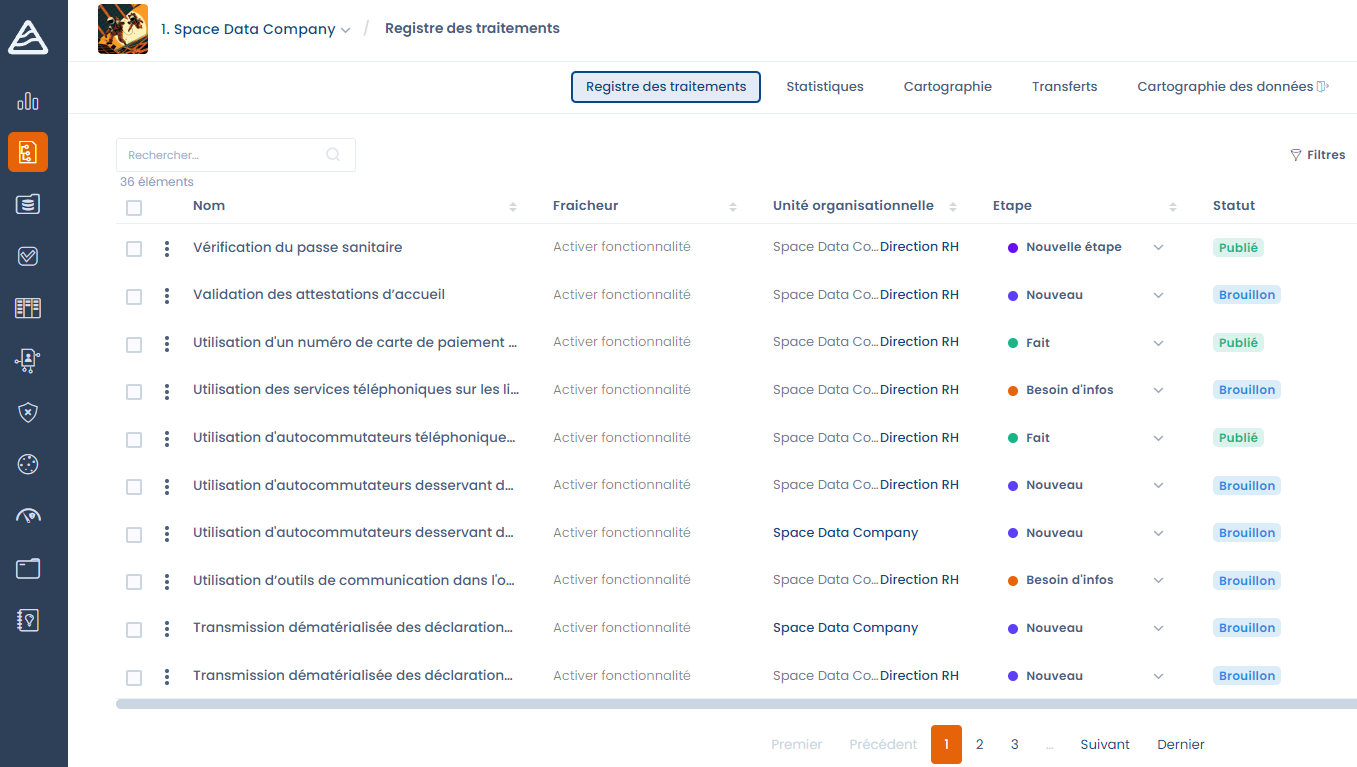 1. Space Data Company / Registre des traitements
Registre des traitements Statistiques Cartographie Transferts Cartographie des données
Rechercher... Filtres
36 éléments
Nom Fraicheur Unité organisationnelle Etape Statut
Vérification du passe sanitaire Activer fonctionnalité Space Data Co...Direction RH Nouvelle étape Publié
Validation des attestations d’accueil Activer fonctionnalité Space Data Co...Direction RH Nouveau Brouillon
Utilisation d'un numéro de carte de paiement ... Activer fonctionnalité Space Data Co...Direction RH Fait Publié
Utilisation des services téléphoniques sur les li... Activer fonctionnalité Space Data Co...Direction RH Besoin d'infos Brouillon
Utilisation d'autocommutateurs téléphonique... Activer fonctionnalité Space Data Co...Direction RH Fait Publié
Utilisation d'autocommutateurs desservant d... Activer fonctionnalité Space Data Co...Direction RH Nouveau Brouillon
Utilisation d'autocommutateurs desservant d... Activer fonctionnalité Space Data Company Nouveau Brouillon
Utilisation d’outils de communication dans l'o... Activer fonctionnalité Space Data Co...Direction RH Besoin d'infos Brouillon
Transmission dématérialisée des déclaration... Activer fonctionnalité Space Data Company Nouveau Brouillon
Transmission dématérialisée des déclaration... Activer fonctionnalité Space Data Co...Direction RH Nouveau Brouillon
Premier Précédent 1 2 3 ... Suivant Dernier